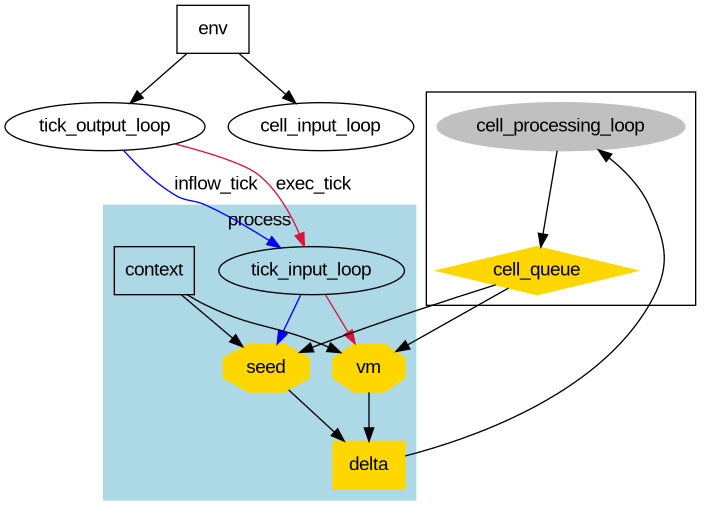 env
tick_output_loop
cell_input_loop
cell_processing_loop
inflow_tick
exec_tick
process
context
tick_input_loop
cell_queue
seed
vm
delta